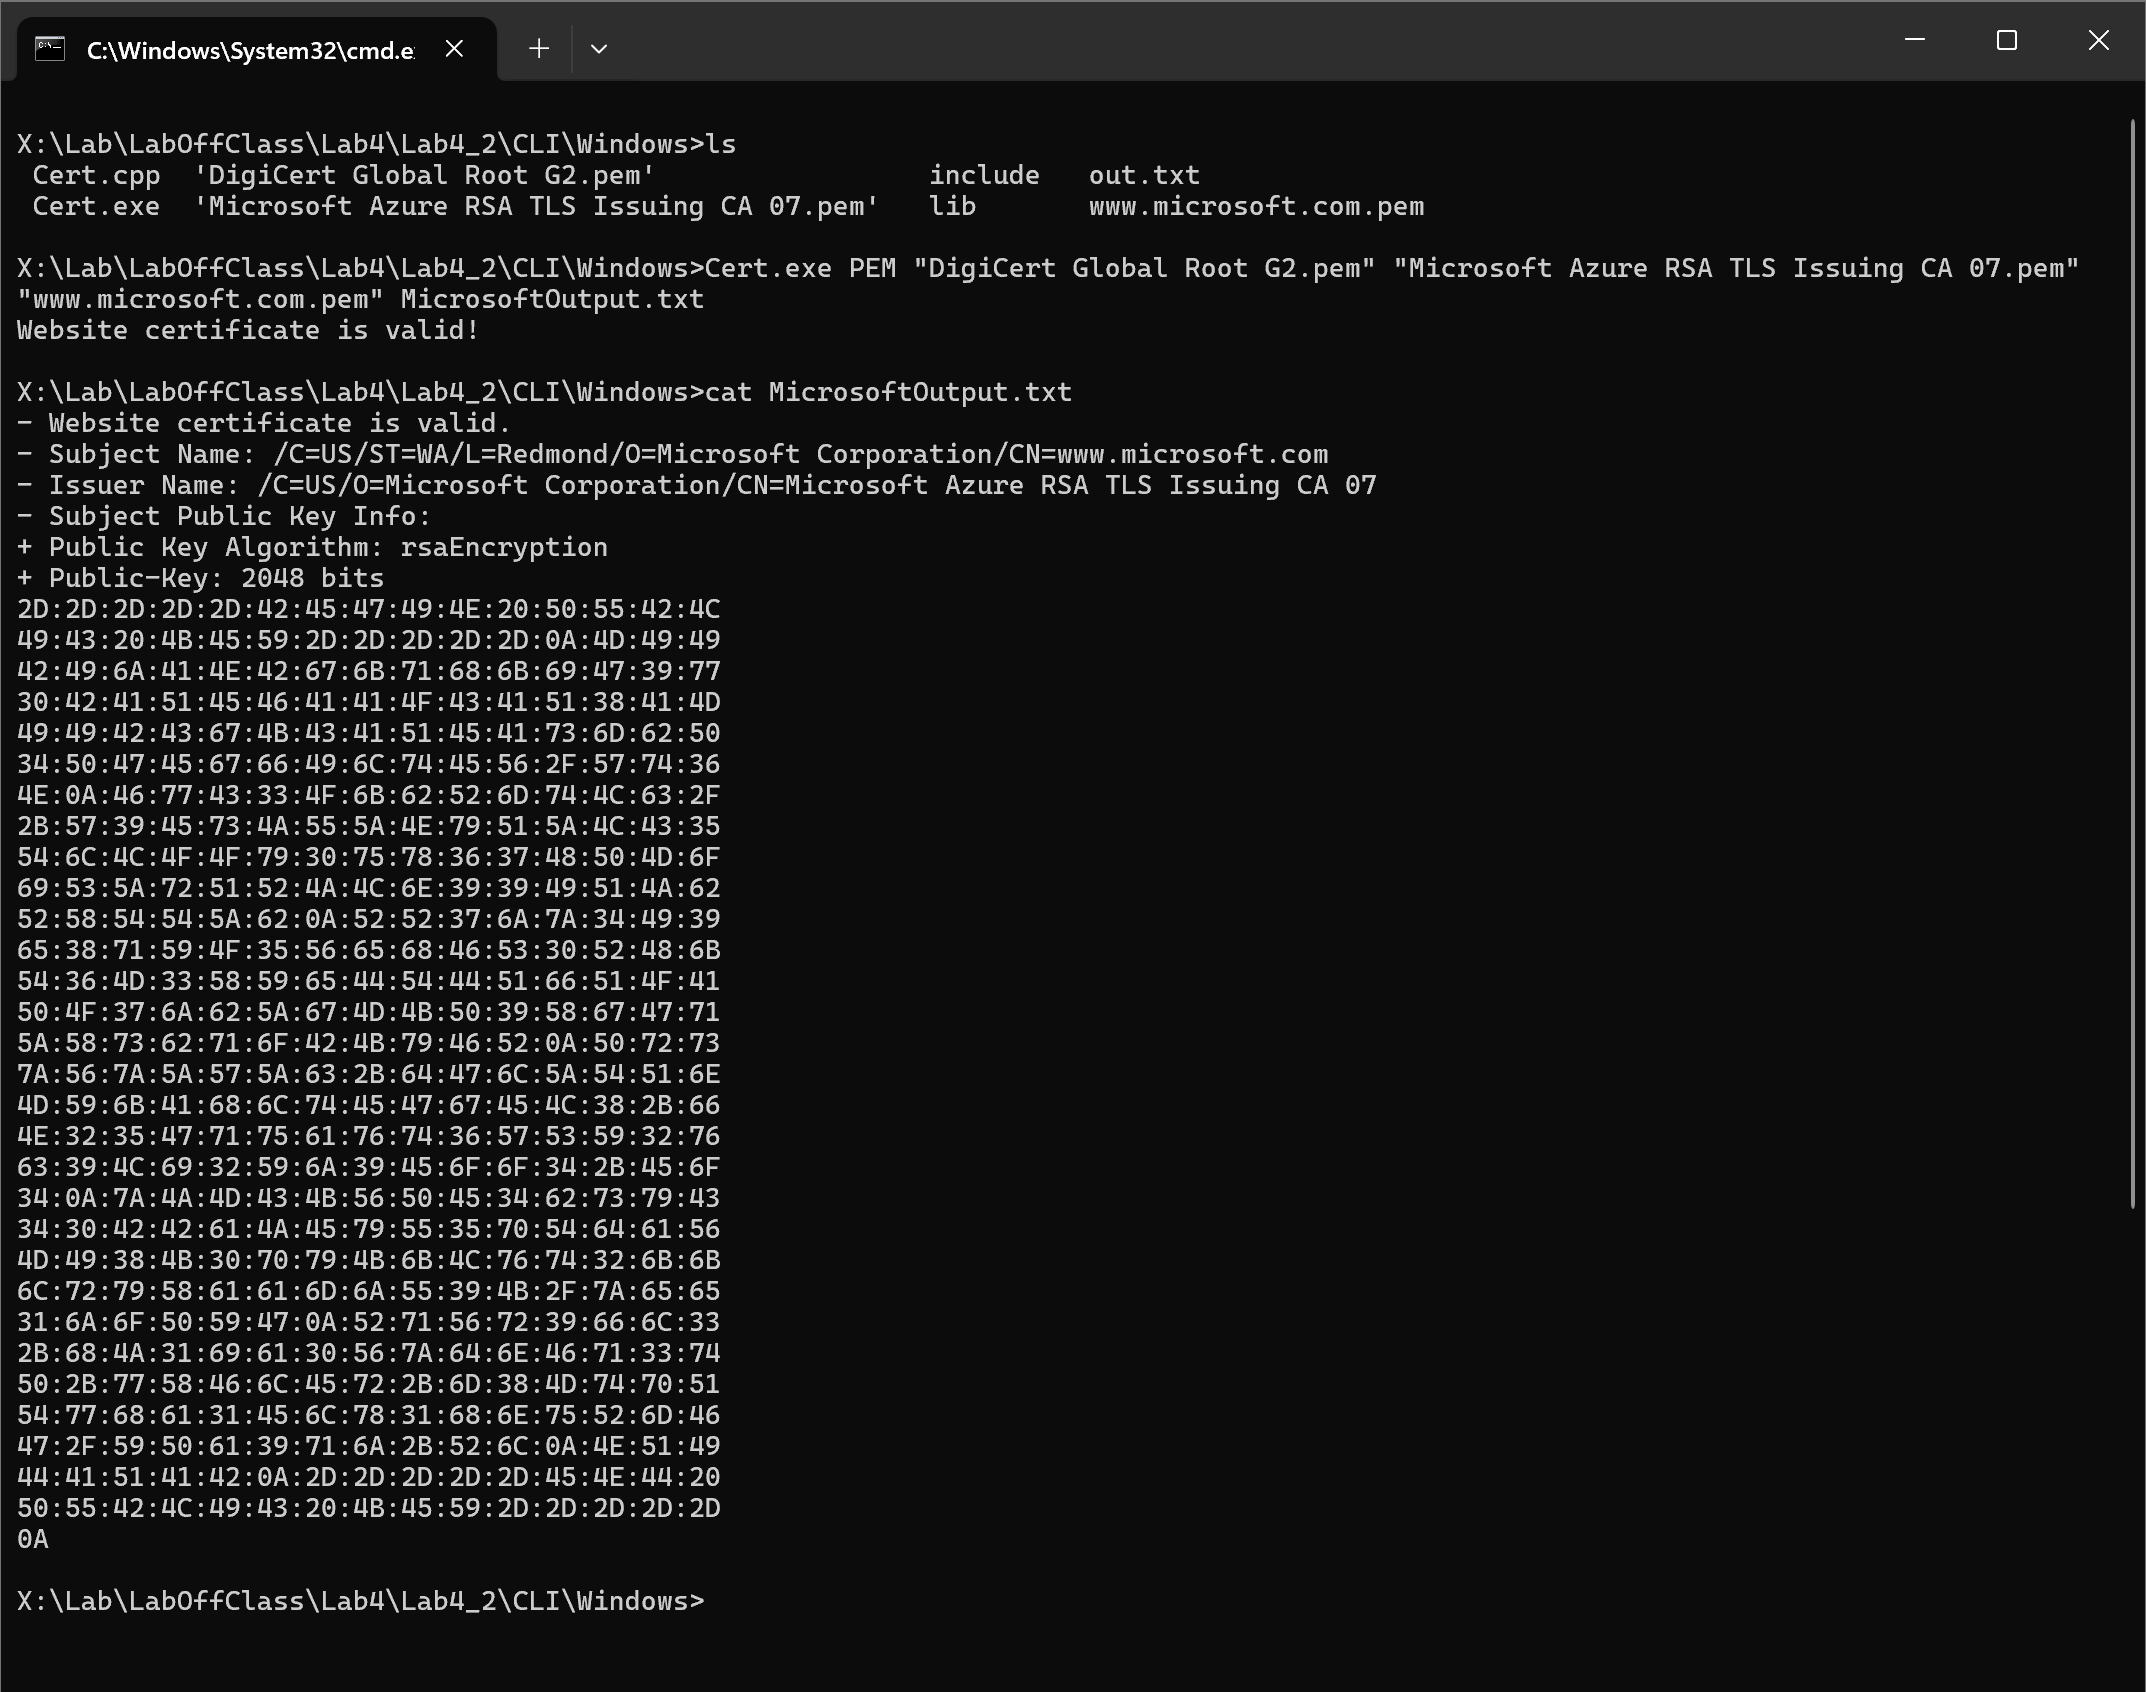 C:\Windows\System32\cmd.e
X:\Lab\LabOffClass\Lab4\Lab4_2\CLI\Windows>ls
 Cert.cpp  'DigiCert Global Root G2.pem'                 include   out.txt
 Cert.exe  'Microsoft Azure RSA TLS Issuing CA 07.pem'   lib       www.microsoft.com.pem
X:\Lab\LabOffClass\Lab4\Lab4_2\CLI\Windows>Cert.exe PEM "DigiCert Global Root G2.pem" "Microsoft Azure RSA TLS Issuing CA 07.pem"
"www.microsoft.com.pem" MicrosoftOutput.txt
Website certificate is valid!
X:\Lab\LabOffClass\Lab4\Lab4_2\CLI\Windows>cat MicrosoftOutput.txt
- Website certificate is valid.
- Subject Name: /C=US/ST=WA/L=Redmond/O=Microsoft Corporation/CN=www.microsoft.com
- Issuer Name: /C=US/O=Microsoft Corporation/CN=Microsoft Azure RSA TLS Issuing CA 07
- Subject Public Key Info:
+ Public Key Algorithm: rsaEncryption
+ Public-Key: 2048 bits
2D:2D:2D:2D:2D:42:45:47:49:4E:20:50:55:42:4C
49:43:20:4B:45:59:2D:2D:2D:2D:2D:0A:4D:49:49
42:49:6A:41:4E:42:67:6B:71:68:6B:69:47:39:77
30:42:41:51:45:46:41:41:4F:43:41:51:38:41:4D
49:49:42:43:67:4B:43:41:51:45:41:73:6D:62:50
34:50:47:45:67:66:49:6C:74:45:56:2F:57:74:36
4E:0A:46:77:43:33:4F:6B:62:52:6D:74:4C:63:2F
2B:57:39:45:73:4A:55:5A:4E:79:51:5A:4C:43:35
54:6C:4C:4F:4F:79:30:75:78:36:37:48:50:4D:6F
69:53:5A:72:51:52:4A:4C:6E:39:39:49:51:4A:62
52:58:54:54:5A:62:0A:52:52:37:6A:7A:34:49:39
65:38:71:59:4F:35:56:65:68:46:53:30:52:48:6B
54:36:4D:33:58:59:65:44:54:44:51:66:51:4F:41
50:4F:37:6A:62:5A:67:4D:4B:50:39:58:67:47:71
5A:58:73:62:71:6F:42:4B:79:46:52:0A:50:72:73
7A:56:7A:5A:57:5A:63:2B:64:47:6C:5A:54:51:6E
4D:59:6B:41:68:6C:74:45:47:67:45:4C:38:2B:66
4E:32:35:47:71:75:61:76:74:36:57:53:59:32:76
63:39:4C:69:32:59:6A:39:45:6F:6F:34:2B:45:6F
34:0A:7A:4A:4D:43:4B:56:50:45:34:62:73:79:43
34:30:42:42:61:4A:45:79:55:35:70:54:64:61:56
4D:49:38:4B:30:70:79:4B:6B:4C:76:74:32:6B:6B
6C:72:79:58:61:61:6D:6A:55:39:4B:2F:7A:65:65
31:6A:6F:50:59:47:0A:52:71:56:72:39:66:6C:33
2B:68:4A:31:69:61:30:56:7A:64:6E:46:71:33:74
50:2B:77:58:46:6C:45:72:2B:6D:38:4D:74:70:51
54:77:68:61:31:45:6C:78:31:68:6E:75:52:6D:46
47:2F:59:50:61:39:71:6A:2B:52:6C:0A:4E:51:49
44:41:51:41:42:0A:2D:2D:2D:2D:2D:45:4E:44:20
50:55:42:4C:49:43:20:4B:45:59:2D:2D:2D:2D:2D
0A
X:\Lab\LabOffClass\Lab4\Lab4_2\CLI\Windows>